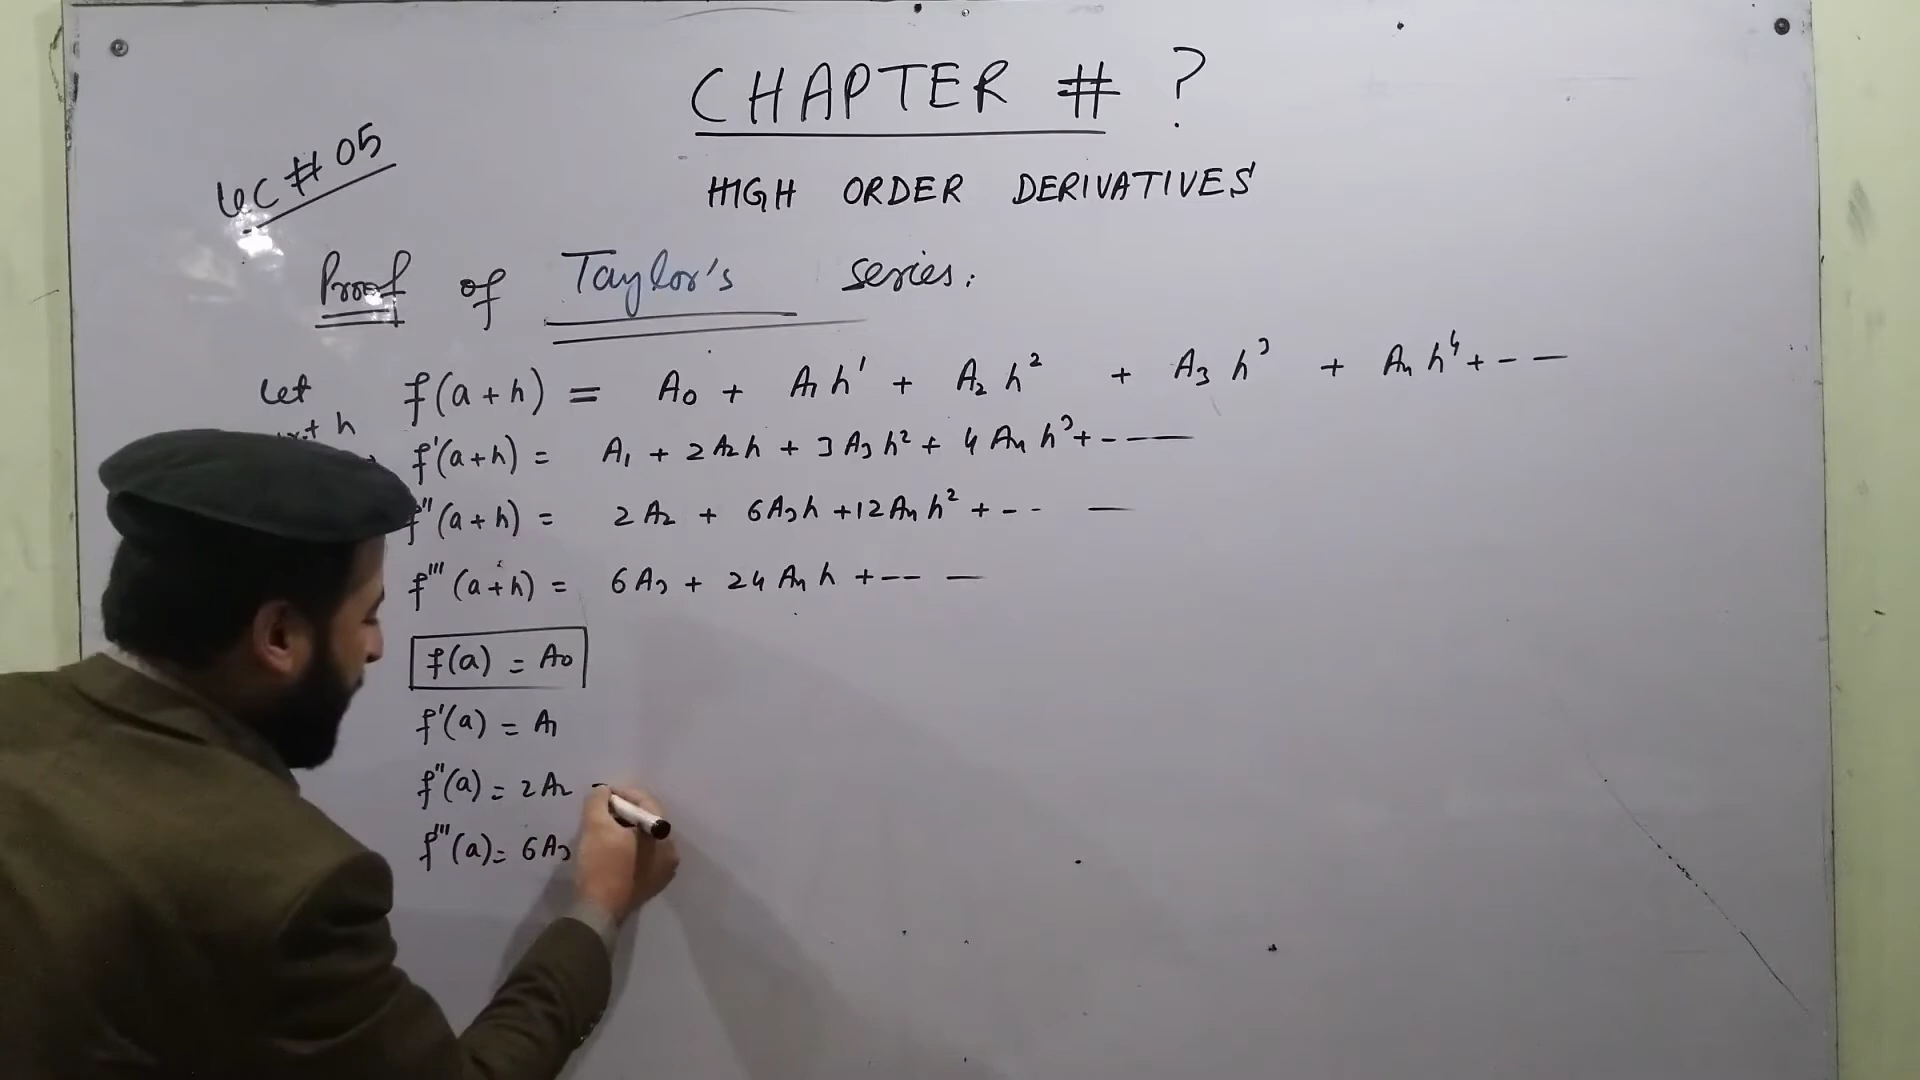 CHAPTER # ?
Lec # 05
HIGH ORDER DERIVATIVES
Proof of Taylor's series:
Let f(a+h) = A₀ + A₁h¹ + A₂h² + A₃h³ + A₄h⁴ + - —
h
f'(a+h) = A₁ + 2A₂h + 3A₃h² + 4A₄h³ + - —
f''(a+h) = 2A₂ + 6A₃h + 12A₄h² + - - —
f'''(a+h) = 6A₃ + 24A₄h + - - —
f(a) = A₀
f'(a) = A₁
f''(a) = 2A₂
f'''(a) = 6A₃